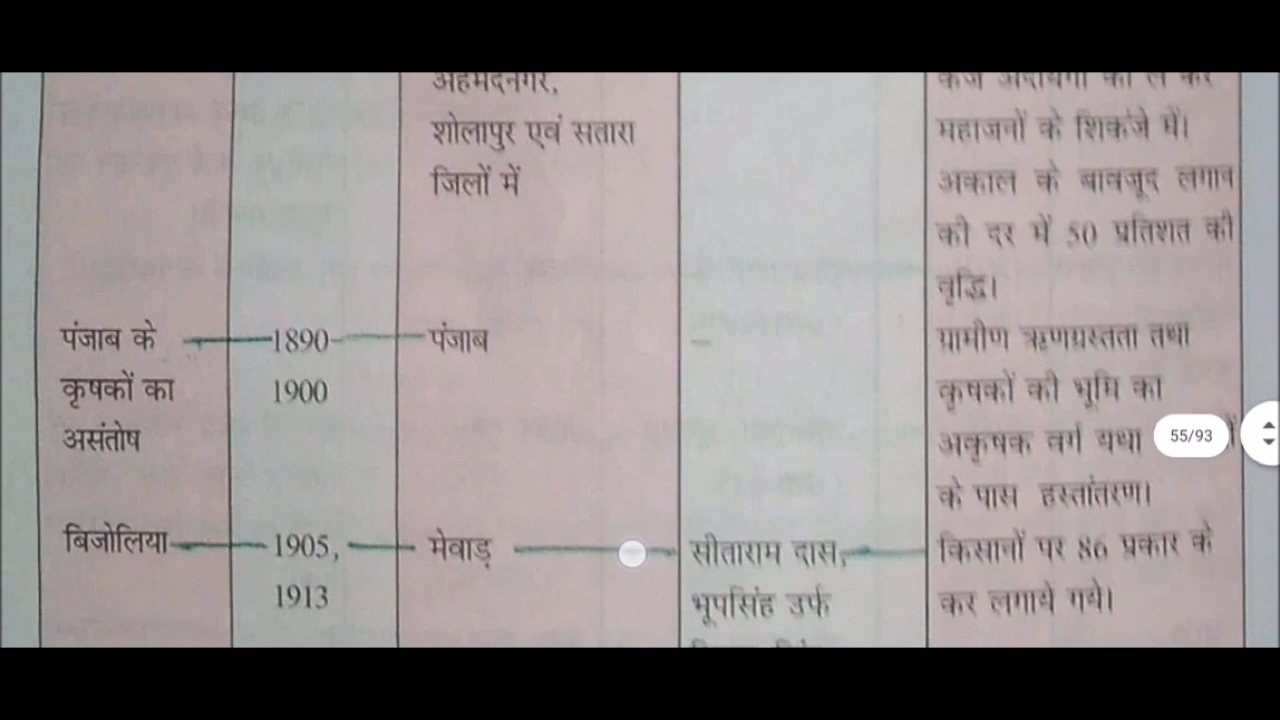 अहमदनगर,
शोलापुर एवं सतारा
जिलों में
महाजनों के शिकंजे में।
अकाल के बावजूद लगान
की दर में 50 प्रतिशत की
वृद्धि।
पंजाब के
कृषकों का
असंतोष
1890-
1900
पंजाब
–
ग्रामीण ऋणग्रस्तता तथा
कृषकों की भूमि का
अकृषक वर्ग यथा
के पास हस्तांतरण।
बिजोलिया
1905,
1913
मेवाड़
सीताराम दास,
भूपसिंह उर्फ
किसानों पर 86 प्रकार के
कर लगाये गये।
55/93